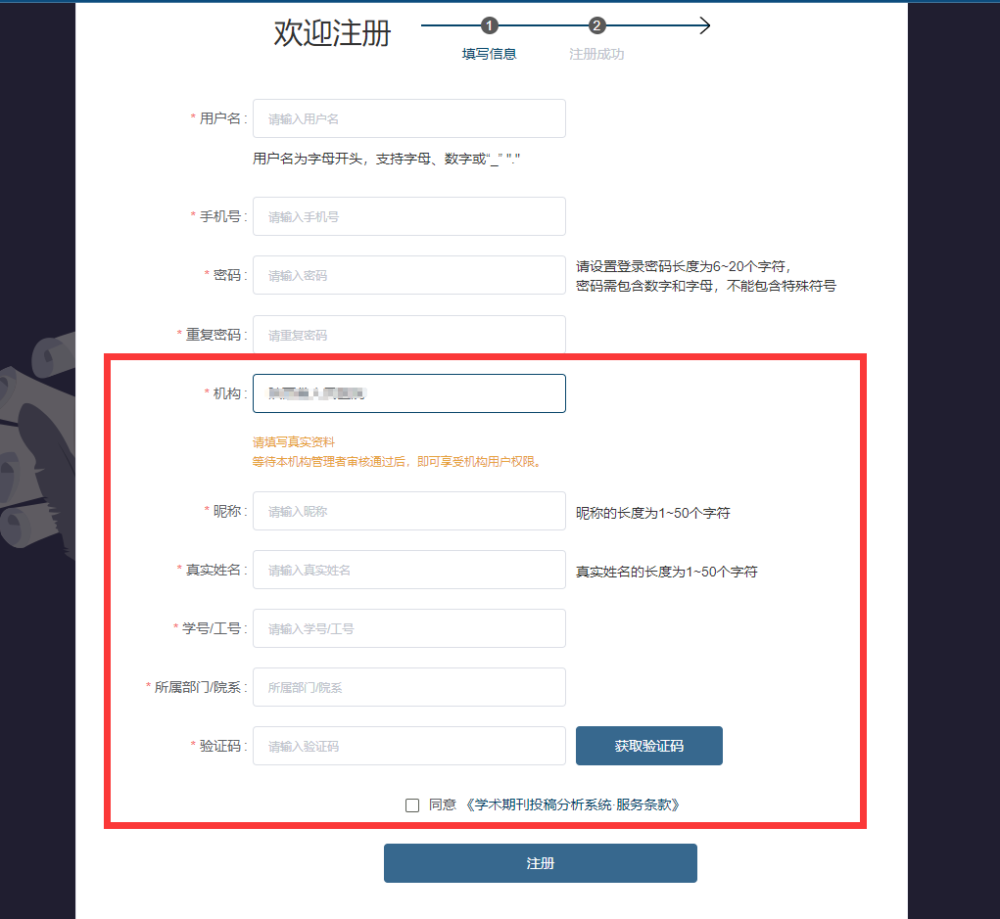 欢迎注册
1
2
填写信息
注册成功
* 用户名 :
请输入用户名
用户名为字母开头，支持字母、数字或“_” "."
* 手机号 :
请输入手机号
* 密码 :
请输入密码
请设置登录密码长度为6~20个字符，
密码需包含数字和字母，不能包含特殊符号
* 重复密码 :
请重复密码
* 机构 :
请填写真实资料
等待本机构管理者审核通过后，即可享受机构用户权限。
* 昵称 :
请输入昵称
昵称的长度为1~50个字符
* 真实姓名 :
请输入真实姓名
真实姓名的长度为1~50个字符
* 学号/工号 :
请输入学号/工号
* 所属部门/院系 :
所属部门/院系
* 验证码 :
请输入验证码
获取验证码
同意 《学术期刊投稿分析系统·服务条款》
注册